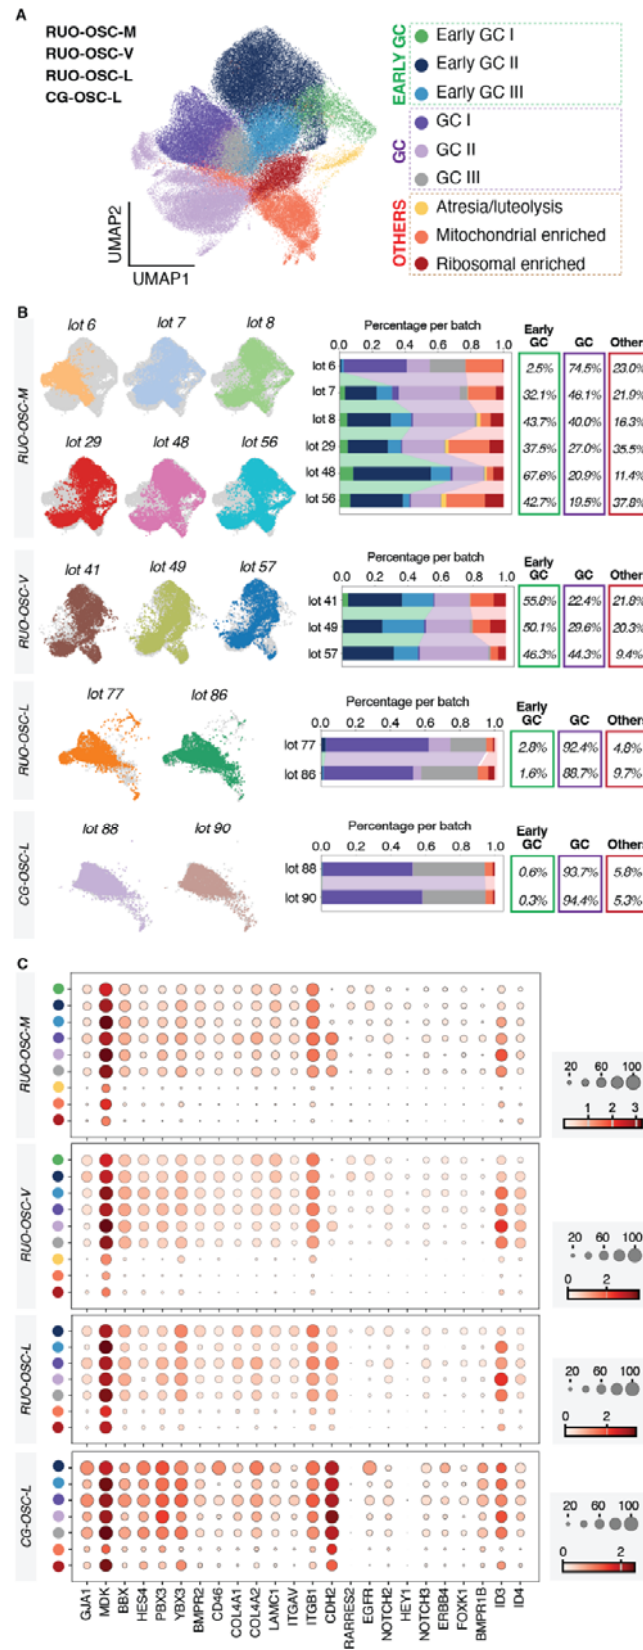 A
RUO-OSC-M
RUO-OSC-V
RUO-OSC-L
CG-OSC-L
UMAP2
UMAP1
EARLY GC
Early GC I
Early GC II
Early GC III
GC
GC I
GC II
GC III
OTHERS
Atresia/luteolysis
Mitochondrial enriched
Ribosomal enriched
B
RUO-OSC-M
lot 6 lot 7 lot 8
lot 29 lot 48 lot 56
Percentage per batch
0.0 0.2 0.4 0.6 0.8 1.0
Early GC GC Others
lot 6 2.5% 74.5% 23.0%
lot 7 32.1% 46.1% 21.9%
lot 8 43.7% 40.0% 16.3%
lot 29 37.5% 27.0% 35.5%
lot 48 67.6% 20.9% 11.4%
lot 56 42.7% 19.5% 37.8%
RUO-OSC-V
lot 41 lot 49 lot 57
Percentage per batch
0.0 0.2 0.4 0.6 0.8 1.0
Early GC GC Others
lot 41 55.8% 22.4% 21.8%
lot 49 50.1% 29.6% 20.3%
lot 57 46.3% 44.3% 9.4%
RUO-OSC-L
lot 77 lot 86
Percentage per batch
0.0 0.2 0.4 0.6 0.8 1.0
Early GC GC Others
lot 77 2.8% 92.4% 4.8%
lot 86 1.6% 88.7% 9.7%
CG-OSC-L
lot 88 lot 90
Percentage per batch
0.0 0.2 0.4 0.6 0.8 1.0
Early GC GC Others
lot 88 0.6% 93.7% 5.8%
lot 90 0.3% 94.4% 5.3%
C
RUO-OSC-M
20 60 100
1 2 3
RUO-OSC-V
20 60 100
0 2
RUO-OSC-L
20 60 100
0 2
CG-OSC-L
20 60 100
0 2
GJA1 MDK BBX HES4 PBX3 YBX3 BMPR2 CD46 COL4A1 COL4A2 LAMC1 ITGAV ITGB1 CDH2 RARRES2 EGFR NOTCH2 HEY1 NOTCH3 ERBB4 FOXK1 BMPR1B ID3 ID4